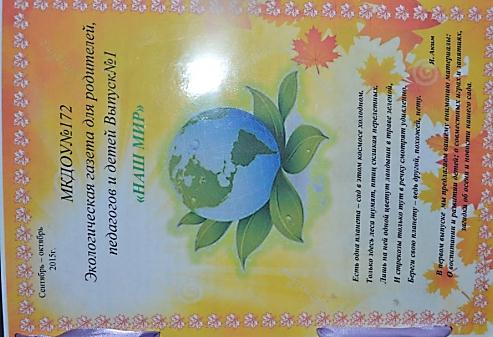 Сентябрь – октябрь
2015г.
МКДОУ№172
Экологическая газета для родителей,
педагогов и детей Выпуск№1
«НАШ МИР»
Есть одна планета – сад в этом космосе холодном.
Только здесь леса шумят, птиц скликая перелетных.
Лишь на ней одной цветут ландыши в траве зеленой,
И стрекозы только тут в речку смотрят удивленно,
Береги свою планету – ведь другой, похожей, нету.
Я. Аким
В первом выпуске мы предлагаем вашему вниманию материалы:
О воспитании и развитии детей; о совместных играх и занятиях,
загадки об осени и новости нашего сада.